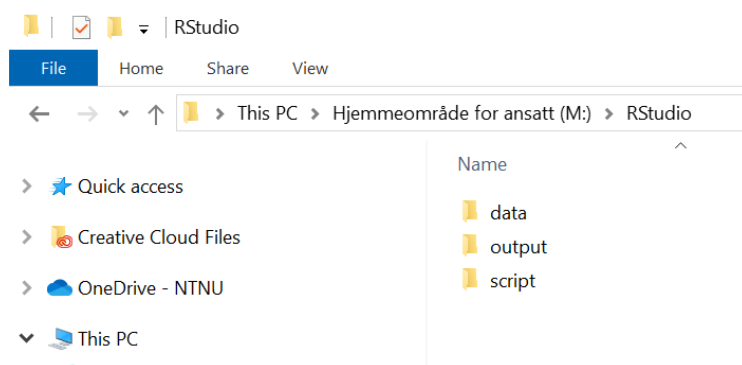 RStudio
File Home Share View
This PC Hjemmeområde for ansatt (M:) RStudio
Name
Quick access
data
output
Creative Cloud Files
script
OneDrive - NTNU
This PC